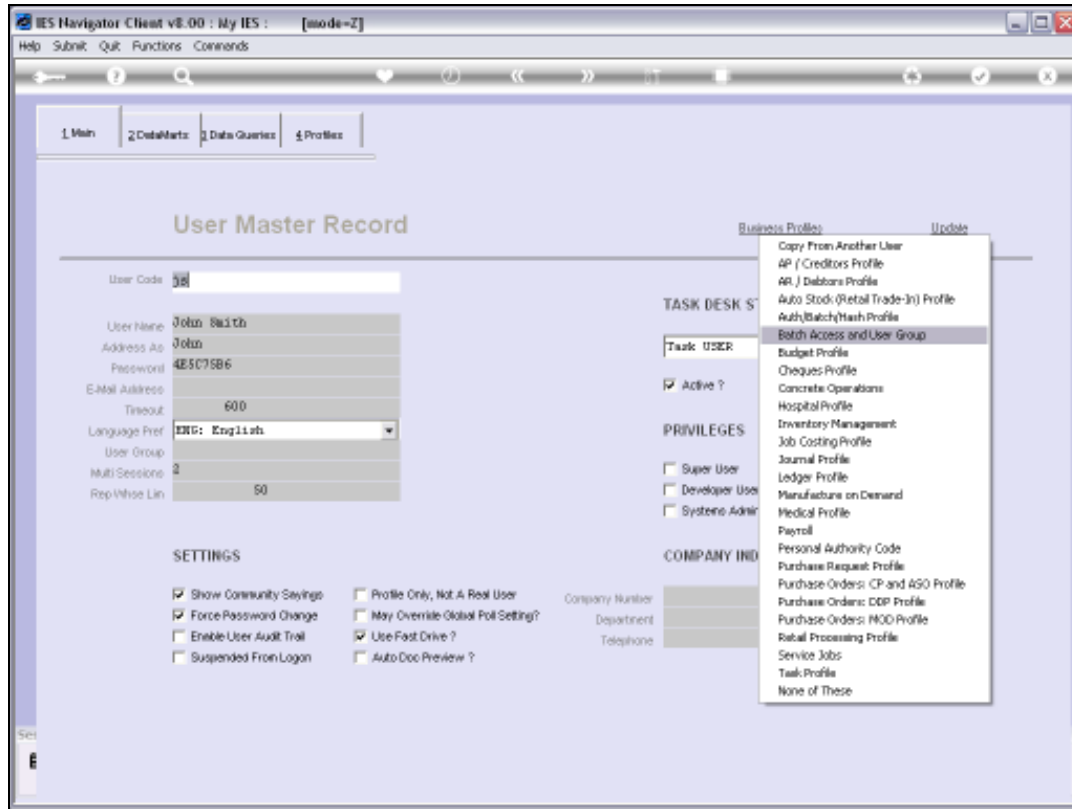 IES Navigator Client v8.00 : My IES : [mode=Z]
Help Submit Quit Functions Commands
1 Main 2 DataMarts 3 Data Queries 4 Profiles
User Master Record
Business Profiles Update
User Code js
User Name John Smith
Address As John
Password 4E5C75B6
E-Mail Address
Timeout 600
Language Pref ENG: English
User Group
Multi Sessions 2
Rep Whse Lim 50
TASK DESK S
Task USER
Active ?
PRIVILEGES
Super User
Developer User
Systems Admin
SETTINGS
Show Community Sayings
Force Password Change
Enable User Audit Trail
Suspended From Logon
Profile Only, Not A Real User
May Override Global Poll Setting?
Use Fast Drive ?
Auto Doc Preview ?
COMPANY IND
Company Number
Department
Telephone
Copy From Another User
AP / Creditors Profile
AR / Debtors Profile
Auto Stock (Retail Trade-In) Profile
Auth/Batch/Hash Profile
Batch Access and User Group
Budget Profile
Cheques Profile
Concrete Operations
Hospital Profile
Inventory Management
Job Costing Profile
Journal Profile
Ledger Profile
Manufacture on Demand
Medical Profile
Payroll
Personal Authority Code
Purchase Request Profile
Purchase Orders: CP and ASO Profile
Purchase Orders: DDP Profile
Purchase Orders: MOD Profile
Retail Processing Profile
Service Jobs
Task Profile
None of These